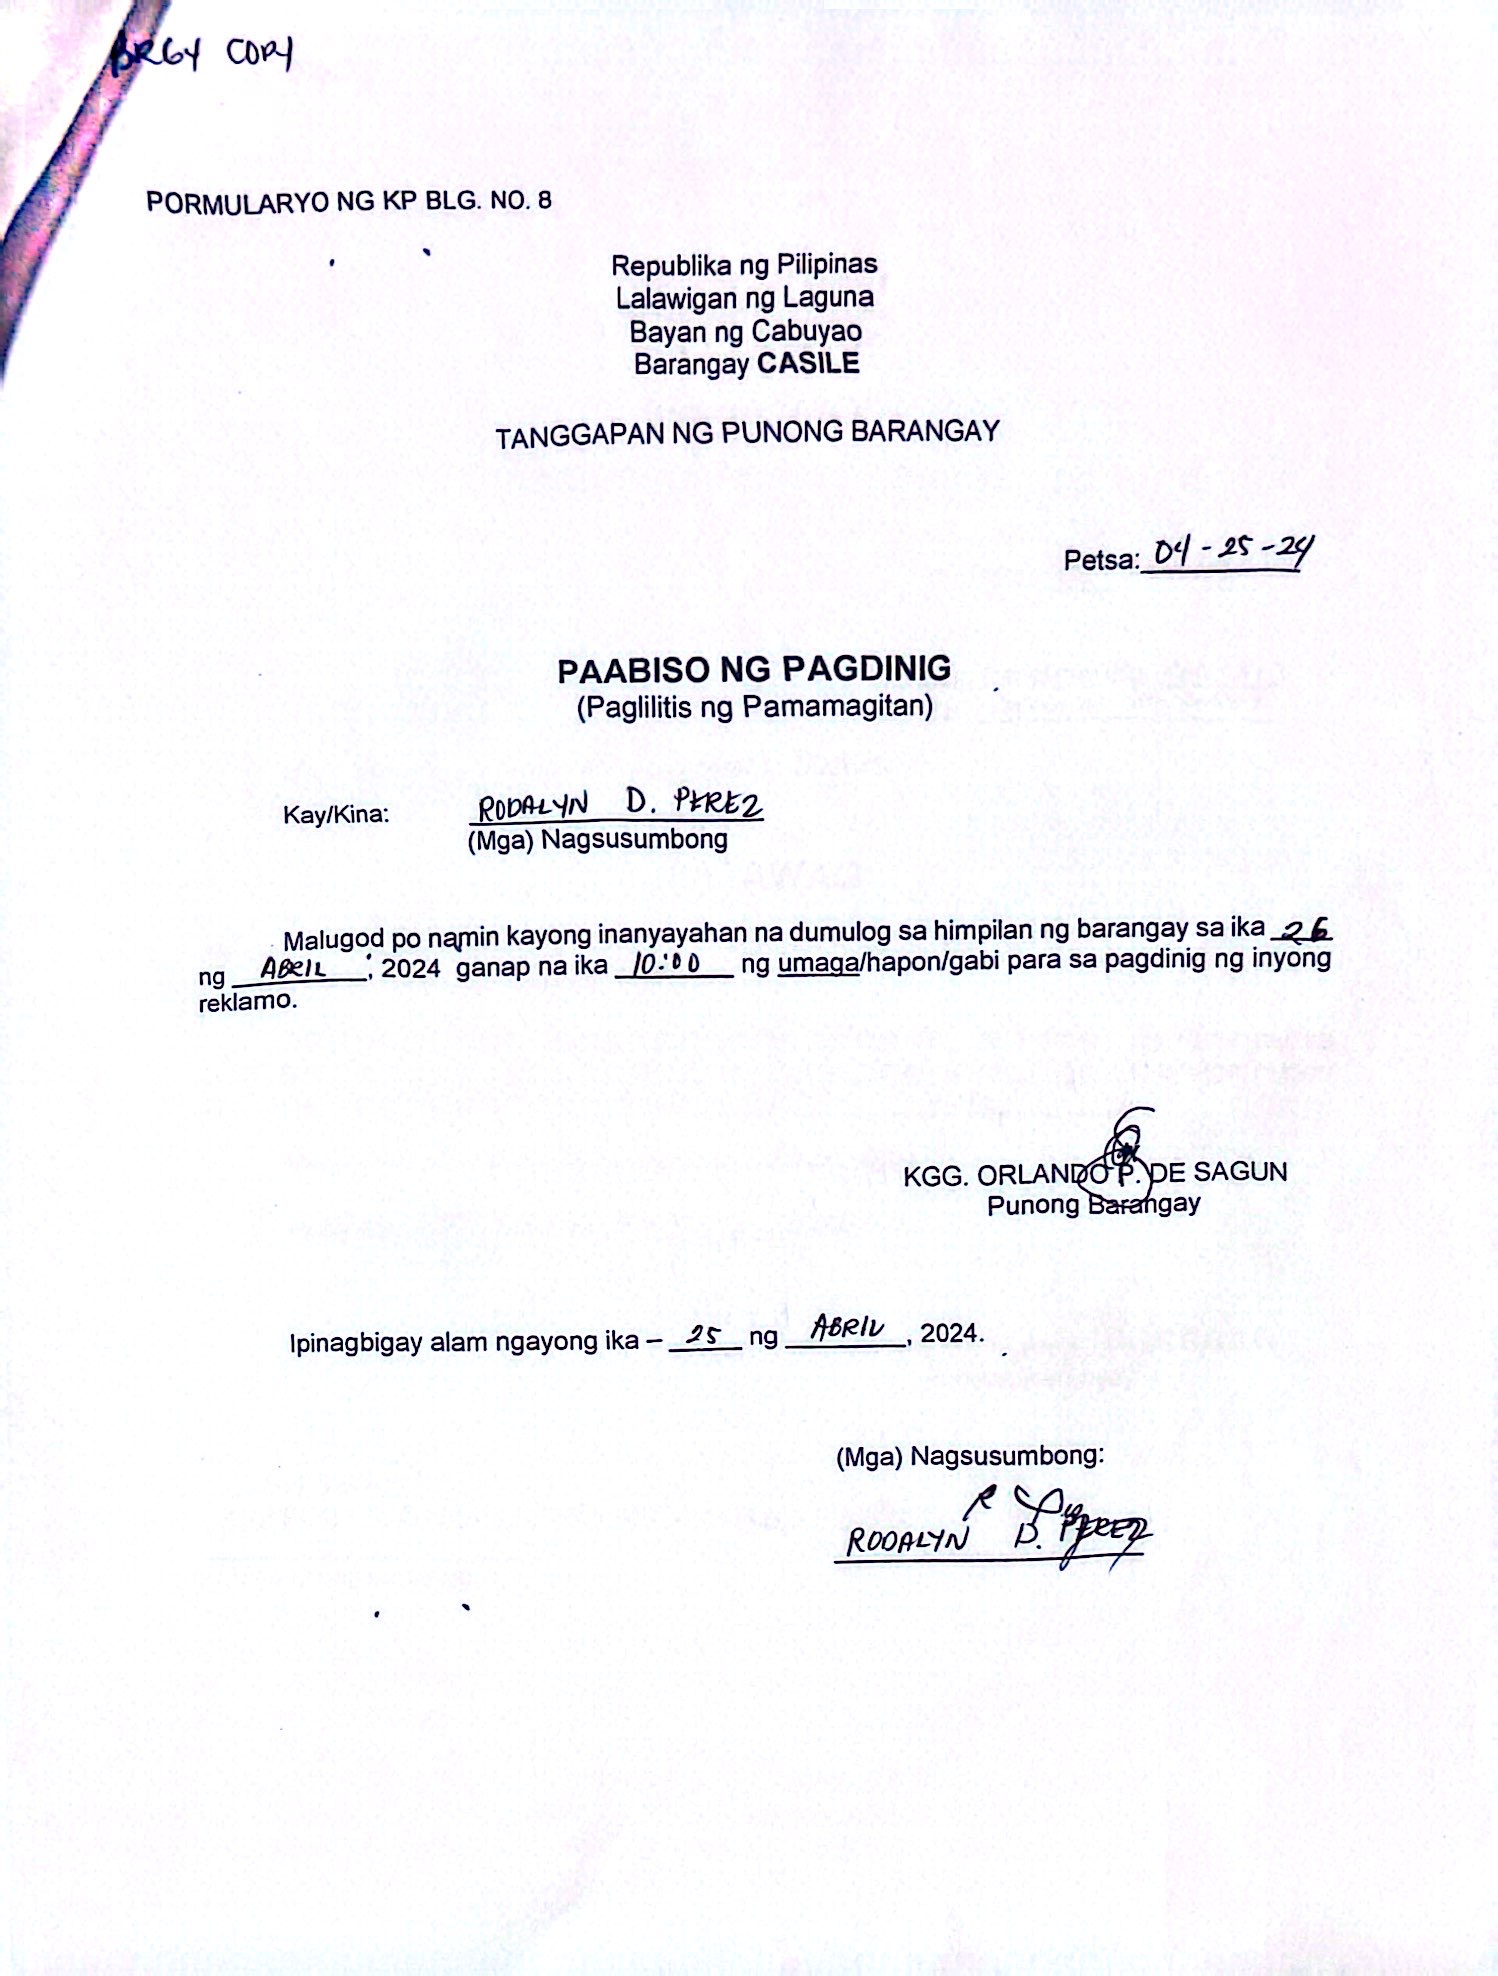 BRGY COPY
PORMULARYO NG KP BLG. NO. 8
Republika ng Pilipinas
Lalawigan ng Laguna
Bayan ng Cabuyao
Barangay CASILE
TANGGAPAN NG PUNONG BARANGAY
Petsa: 04-25-24
PAABISO NG PAGDINIG
(Paglilitis ng Pamamagitan)
Kay/Kina: RODALYN D. PEREZ
(Mga) Nagsusumbong
Malugod po namin kayong inanyayahan na dumulog sa himpilan ng barangay sa ika 26
ng ABRIL, 2024 ganap na ika 10:00 ng umaga/hapon/gabi para sa pagdinig ng inyong
reklamo.
KGG. ORLANDO P. DE SAGUN
Punong Barangay
Ipinagbigay alam ngayong ika – 25 ng ABRIL, 2024.
(Mga) Nagsusumbong:
RODALYN D. PEREZ